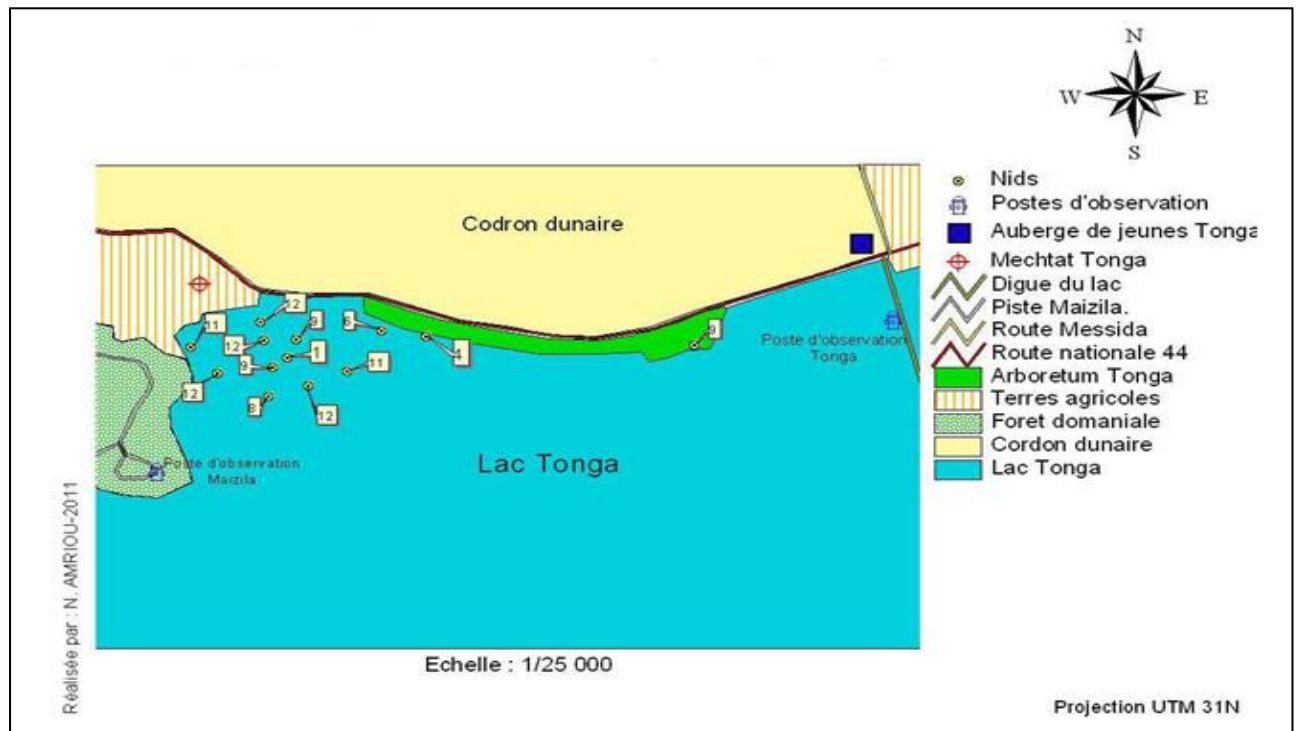 N
W
E
S
Nids
Postes d'observation
Auberge de jeunes Tonga
Mechtat Tonga
Digue du lac
Piste Maizila.
Route Messida
Route nationale 44
Arboretum Tonga
Terres agricoles
Foret domaniale
Cordon dunaire
Lac Tonga
Codron dunaire
12
11
9
6
12
1
4
9
9
11
12
8
12
Poste d'observation
Tonga
Poste d'observation
Maizila
Lac Tonga
Réalisée par : N. AMRIOU-2011
Echelle : 1/25 000
Projection UTM 31N